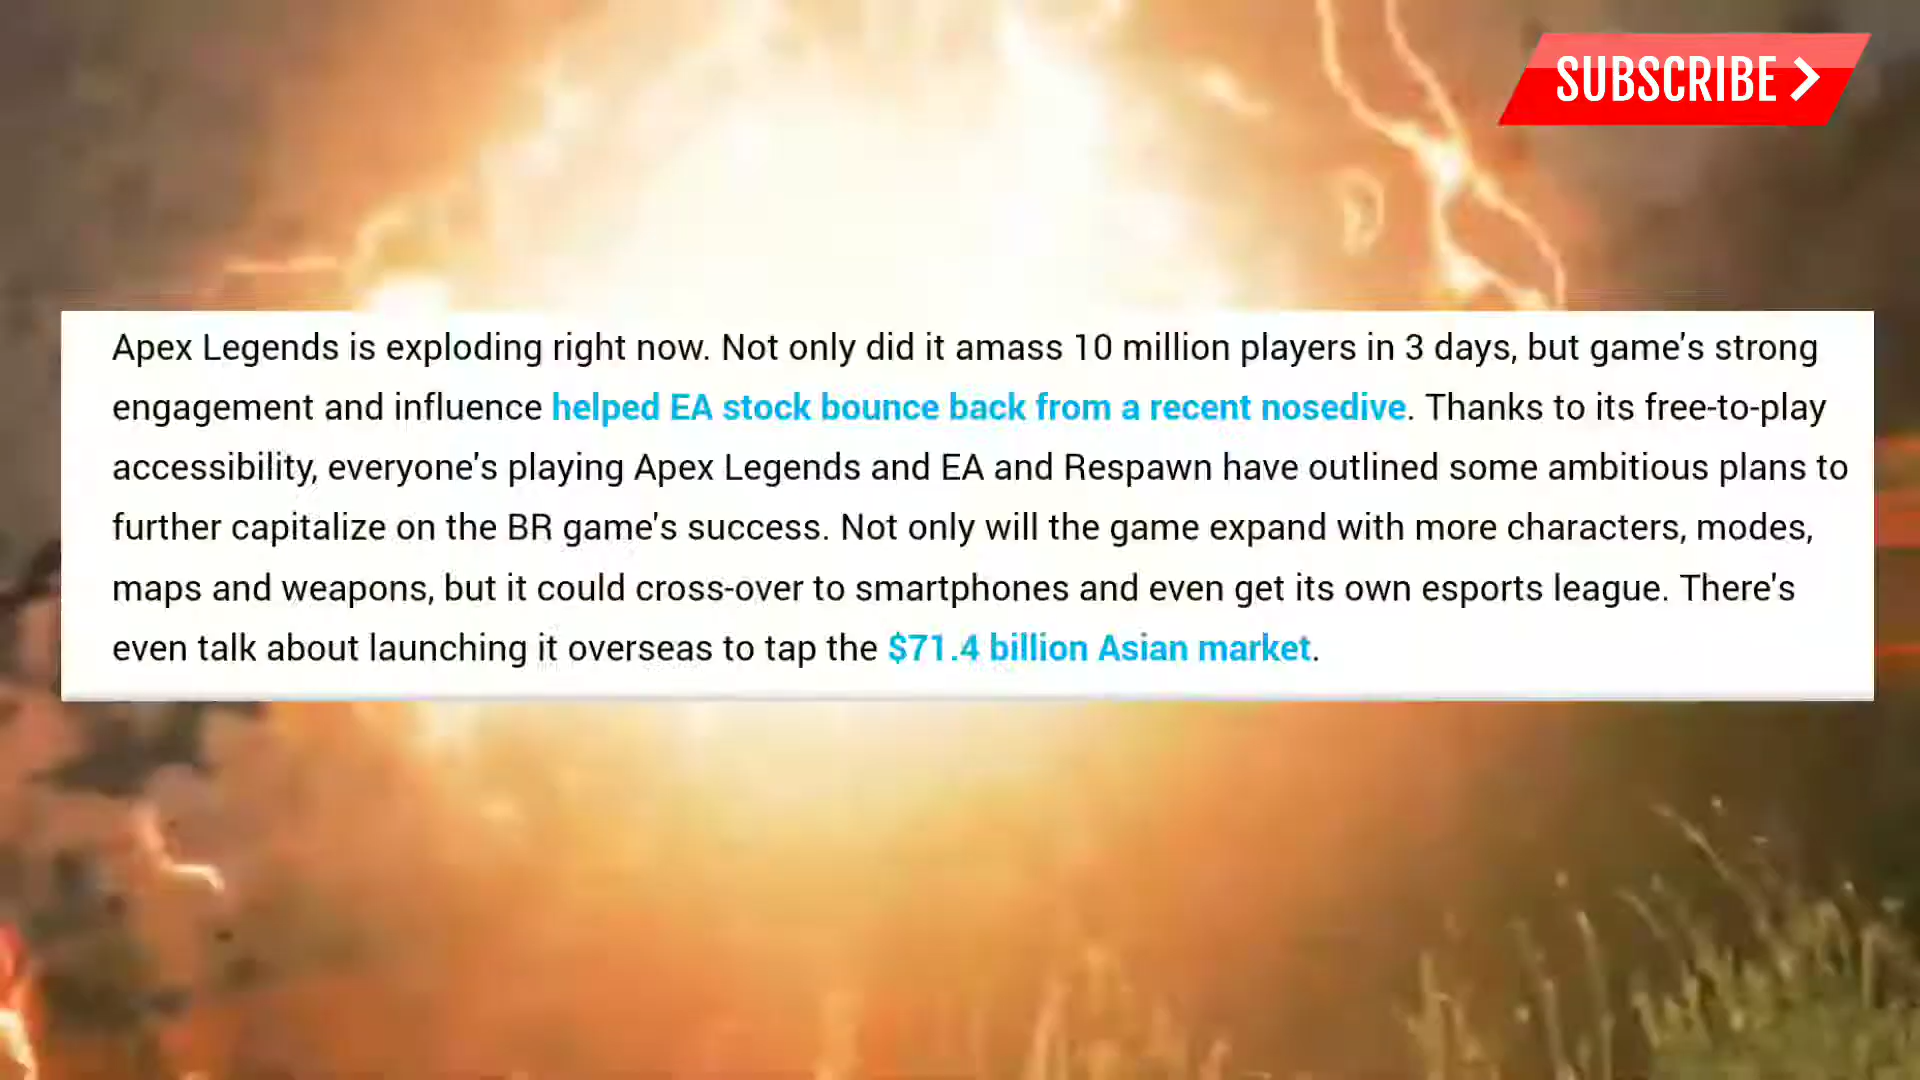 SUBSCRIBE
Apex Legends is exploding right now. Not only did it amass 10 million players in 3 days, but game's strong
engagement and influence helped EA stock bounce back from a recent nosedive. Thanks to its free-to-play
accessibility, everyone's playing Apex Legends and EA and Respawn have outlined some ambitious plans to
further capitalize on the BR game's success. Not only will the game expand with more characters, modes,
maps and weapons, but it could cross-over to smartphones and even get its own esports league. There's
even talk about launching it overseas to tap the $71.4 billion Asian market.